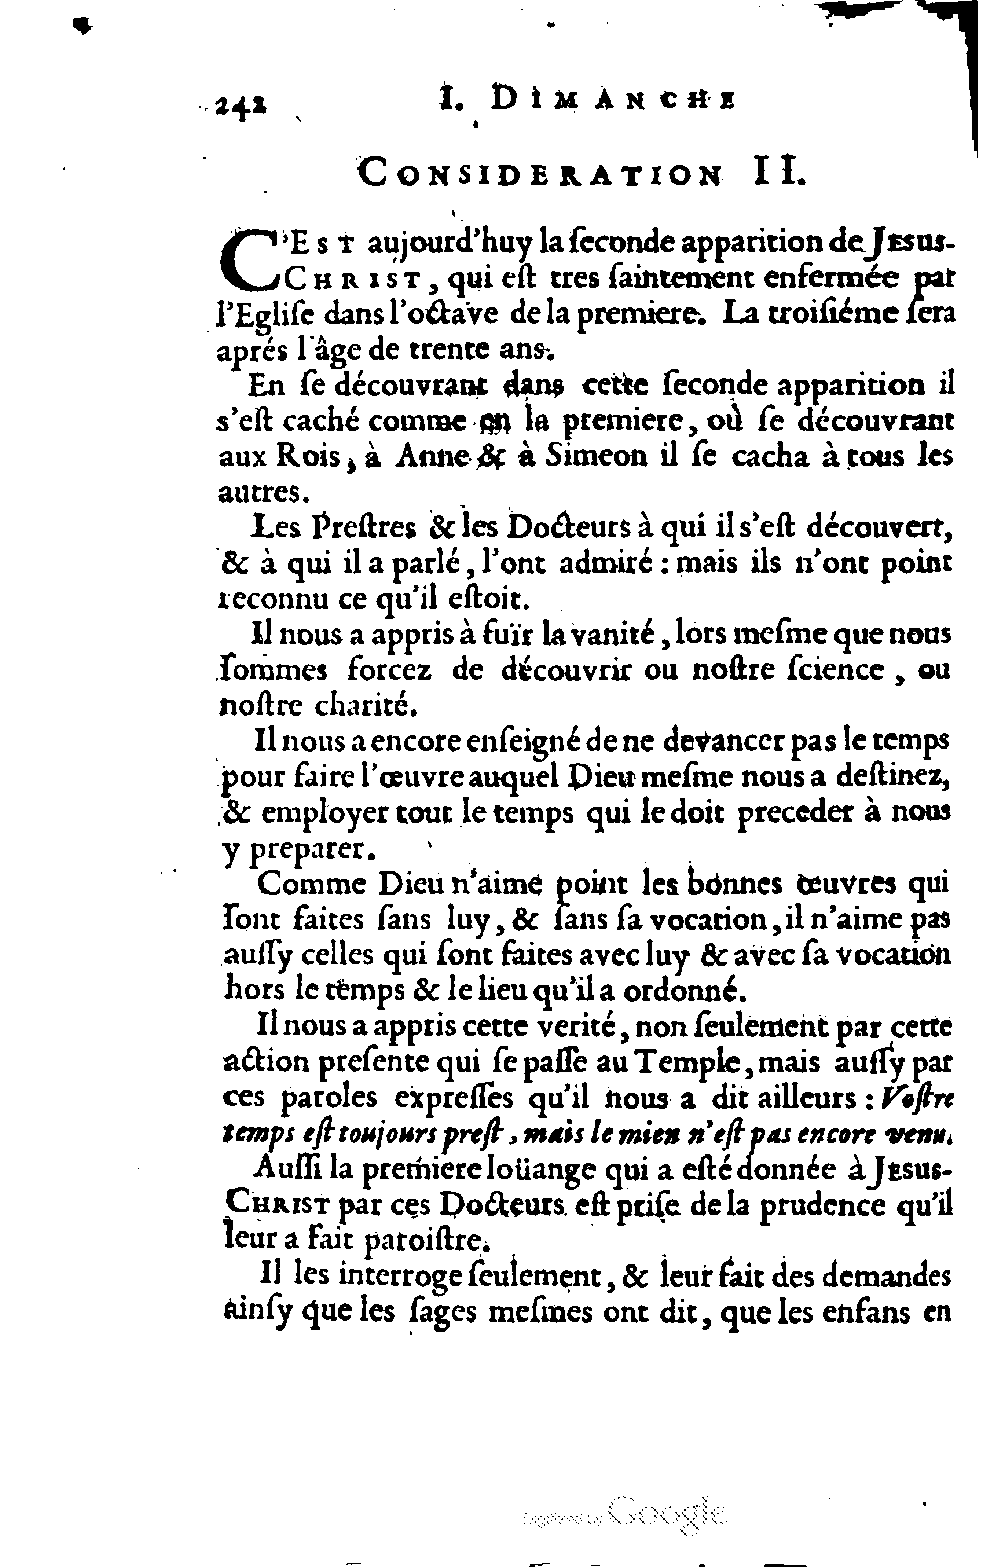 242 I. DIMANCHE
CONSIDERATION II.
C'EST aujourd'huy la ſeconde apparition de JESUS-
CHRIST, qui eſt tres ſaintement enfermée par
l'Egliſe dans l'octave de la premiere. La troiſiéme ſera
aprés l'âge de trente ans.
En ſe découvrant dans cette ſeconde apparition il
s'eſt caché comme en la premiere, où ſe découvrant
aux Rois, à Anne & à Simeon il ſe cacha à tous les
autres.
Les Preſtres & les Docteurs à qui il s'eſt découvert,
& à qui il a parlé, l'ont admiré : mais ils n'ont point
reconnu ce qu'il eſtoit.
Il nous a appris à fuïr la vanité, lors meſme que nous
ſommes forcez de découvrir ou noſtre ſcience, ou
noſtre charité.
Il nous a encore enſeigné de ne devancer pas le temps
pour faire l'œuvre auquel Dieu meſme nous a deſtinez,
& employer tout le temps qui le doit preceder à nous
y preparer.
Comme Dieu n'aime point les bonnes œuvres qui
ſont faites ſans luy, & ſans ſa vocation, il n'aime pas
auſſy celles qui ſont faites avec luy & avec ſa vocation
hors le temps & le lieu qu'il a ordonné.
Il nous a appris cette verité, non ſeulement par cette
action preſente qui ſe paſſe au Temple, mais auſſy par
ces paroles expreſſes qu'il nous a dit ailleurs : Voſtre
temps eſt toujours preſt, mais le mien n'eſt pas encore venu.
Auſſi la premiere loüange qui a eſté donnée à JESUS-
CHRIST par ces Docteurs eſt priſe de la prudence qu'il
leur a fait paroiſtre.
Il les interroge ſeulement, & leur fait des demandes
ainſy que les ſages meſmes ont dit, que les enfans en
Digitized by Google